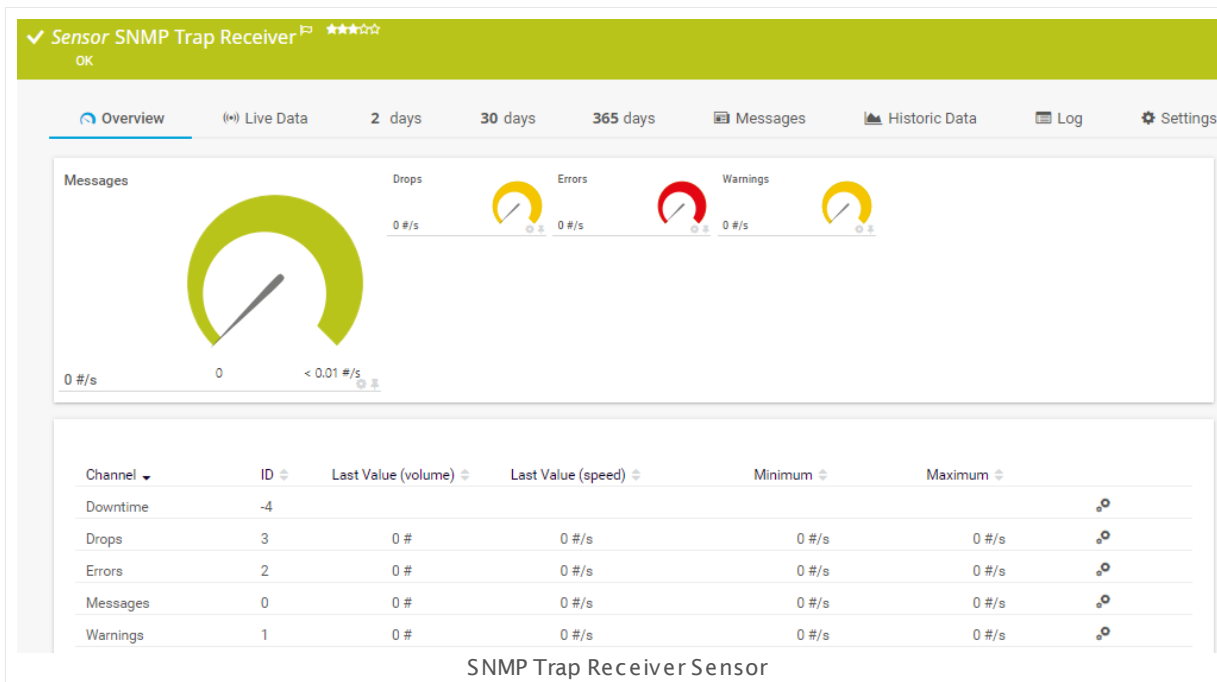 Sensor SNMP Trap Receiver
OK
Overview Live Data 2 days 30 days 365 days Messages Historic Data Log Settings
Messages Drops Errors Warnings
0 #/s 0 #/s 0 #/s
0 #/s 0 < 0.01 #/s
Channel ID Last Value (volume) Last Value (speed) Minimum Maximum
Downtime -4
Drops 3 0 # 0 #/s 0 #/s 0 #/s
Errors 2 0 # 0 #/s 0 #/s 0 #/s
Messages 0 0 # 0 #/s 0 #/s 0 #/s
Warnings 1 0 # 0 #/s 0 #/s 0 #/s
SNMP Trap Receiver Sensor